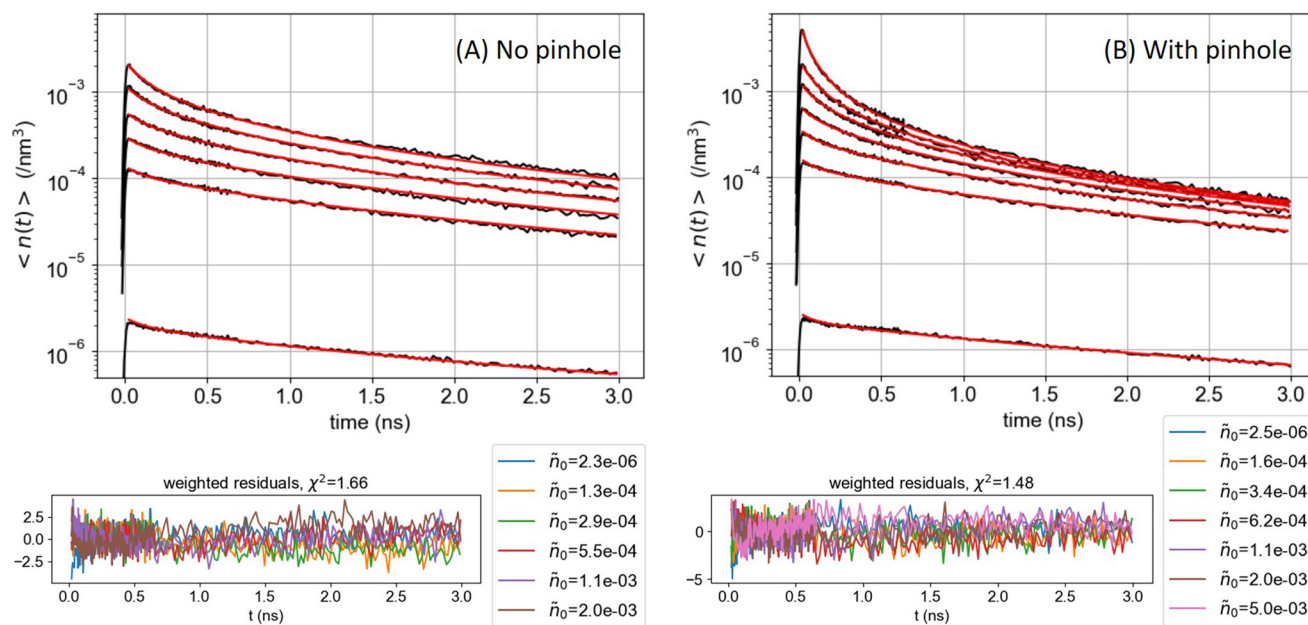 (A) No pinhole
10⁻³
10⁻⁴
10⁻⁵
10⁻⁶
< n(t) > (/nm³)
0.0 0.5 1.0 1.5 2.0 2.5 3.0
time (ns)
weighted residuals, χ²=1.66
2.5
0.0
−2.5
0.0 0.5 1.0 1.5 2.0 2.5 3.0
t (ns)
ñ₀=2.3e-06
ñ₀=1.3e-04
ñ₀=2.9e-04
ñ₀=5.5e-04
ñ₀=1.1e-03
ñ₀=2.0e-03
(B) With pinhole
10⁻³
10⁻⁴
10⁻⁵
10⁻⁶
< n(t) > (/nm³)
0.0 0.5 1.0 1.5 2.0 2.5 3.0
time (ns)
weighted residuals, χ²=1.48
0
−5
0.0 0.5 1.0 1.5 2.0 2.5 3.0
t (ns)
ñ₀=2.5e-06
ñ₀=1.6e-04
ñ₀=3.4e-04
ñ₀=6.2e-04
ñ₀=1.1e-03
ñ₀=2.0e-03
ñ₀=5.0e-03